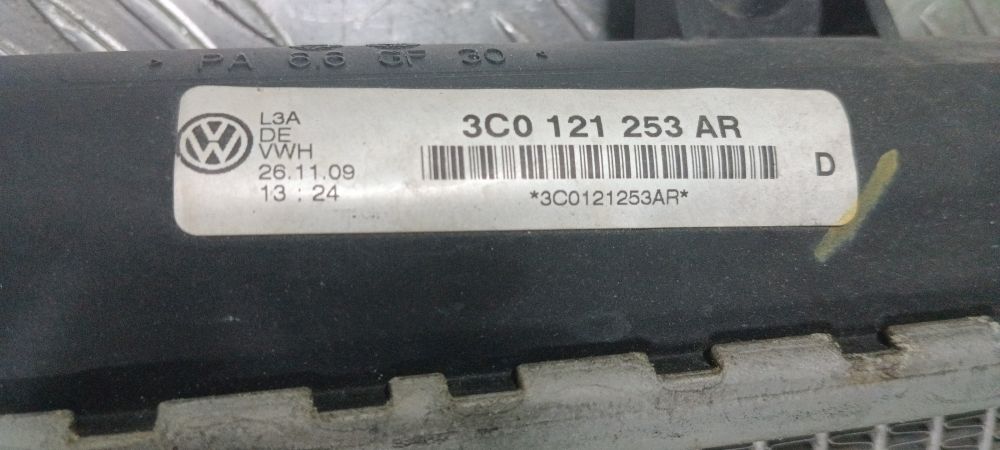 > PA 6.6 GF 30 <
L3A
DE
VWH
26.11.09
13 : 24
3C0 121 253 AR
*3C0121253AR*
D